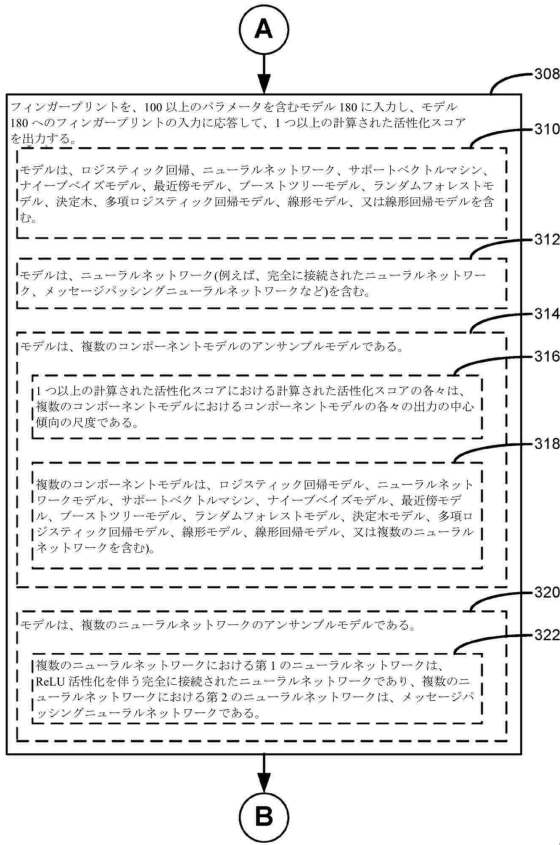 A
308
フィンガープリントを、100 以上のパラメータを含むモデル 180 に入力し、モデル
180 へのフィンガープリントの入力に応答して、1 つ以上の計算された活性化スコア
を出力する。
310
モデルは、ロジスティック回帰、ニューラルネットワーク、サポートベクトルマシン、
ナイーブベイズモデル、最近傍モデル、ブーストツリーモデル、ランダムフォレストモ
デル、決定木、多項ロジスティック回帰モデル、線形モデル、又は線形回帰モデルを含
む。
312
モデルは、ニューラルネットワーク(例えば、完全に接続されたニューラルネットワー
ク、メッセージパッシングニューラルネットワークなど)を含む。
314
モデルは、複数のコンポーネントモデルのアンサンブルモデルである。
316
1 つ以上の計算された活性化スコアにおける計算された活性化スコアの各々は、
複数のコンポーネントモデルにおけるコンポーネントモデルの各々の出力の中心
傾向の尺度である。
318
複数のコンポーネントモデルは、ロジスティック回帰モデル、ニューラルネット
ワークモデル、サポートベクトルマシン、ナイーブベイズモデル、最近傍モデ
ル、ブーストツリーモデル、ランダムフォレストモデル、決定木モデル、多項ロ
ジスティック回帰モデル、線形モデル、線形回帰モデル、又は複数のニューラル
ネットワークを含む)。
320
モデルは、複数のニューラルネットワークのアンサンブルモデルである。
322
複数のニューラルネットワークにおける第 1 のニューラルネットワークは、
ReLU 活性化を伴う完全に接続されたニューラルネットワークであり、複数のニ
ューラルネットワークにおける第 2 のニューラルネットワークは、メッセージパ
ッシングニューラルネットワークである。
B